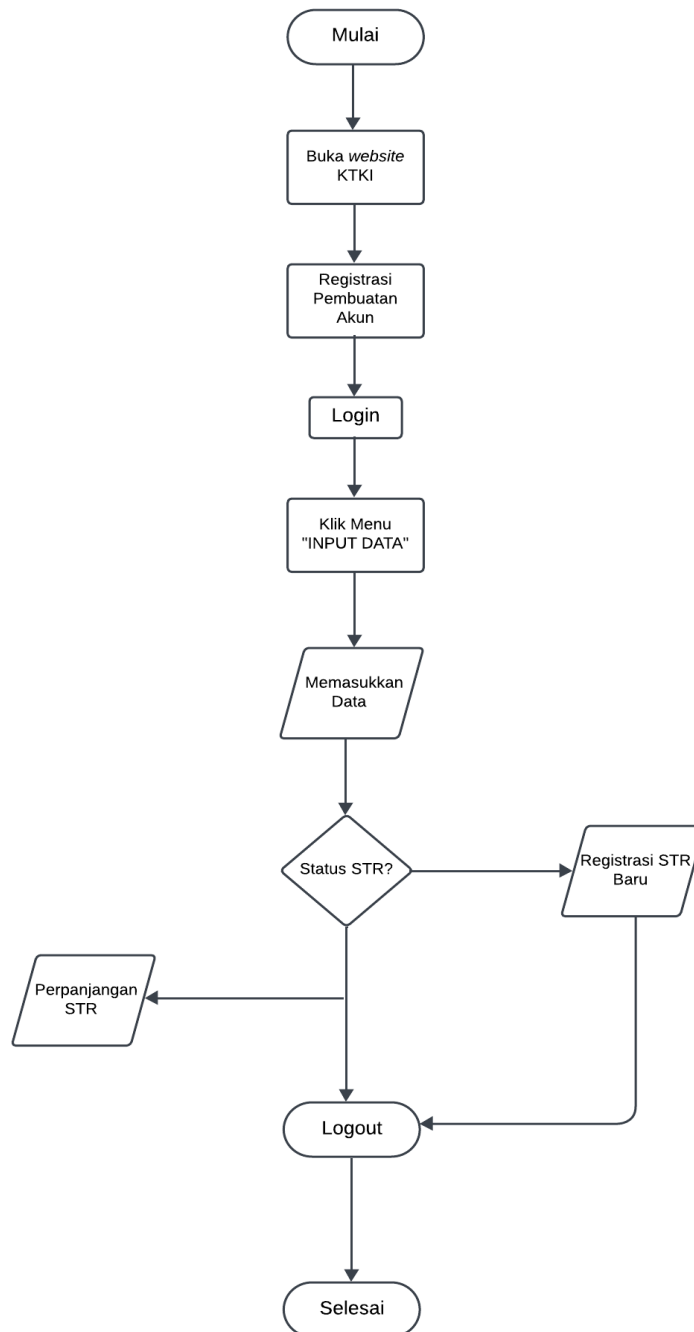 Mulai
Buka website
KTKI
Registrasi
Pembuatan
Akun
Login
Klik Menu
"INPUT DATA"
Memasukkan
Data
Status STR?
Registrasi STR
Baru
Perpanjangan
STR
Logout
Selesai